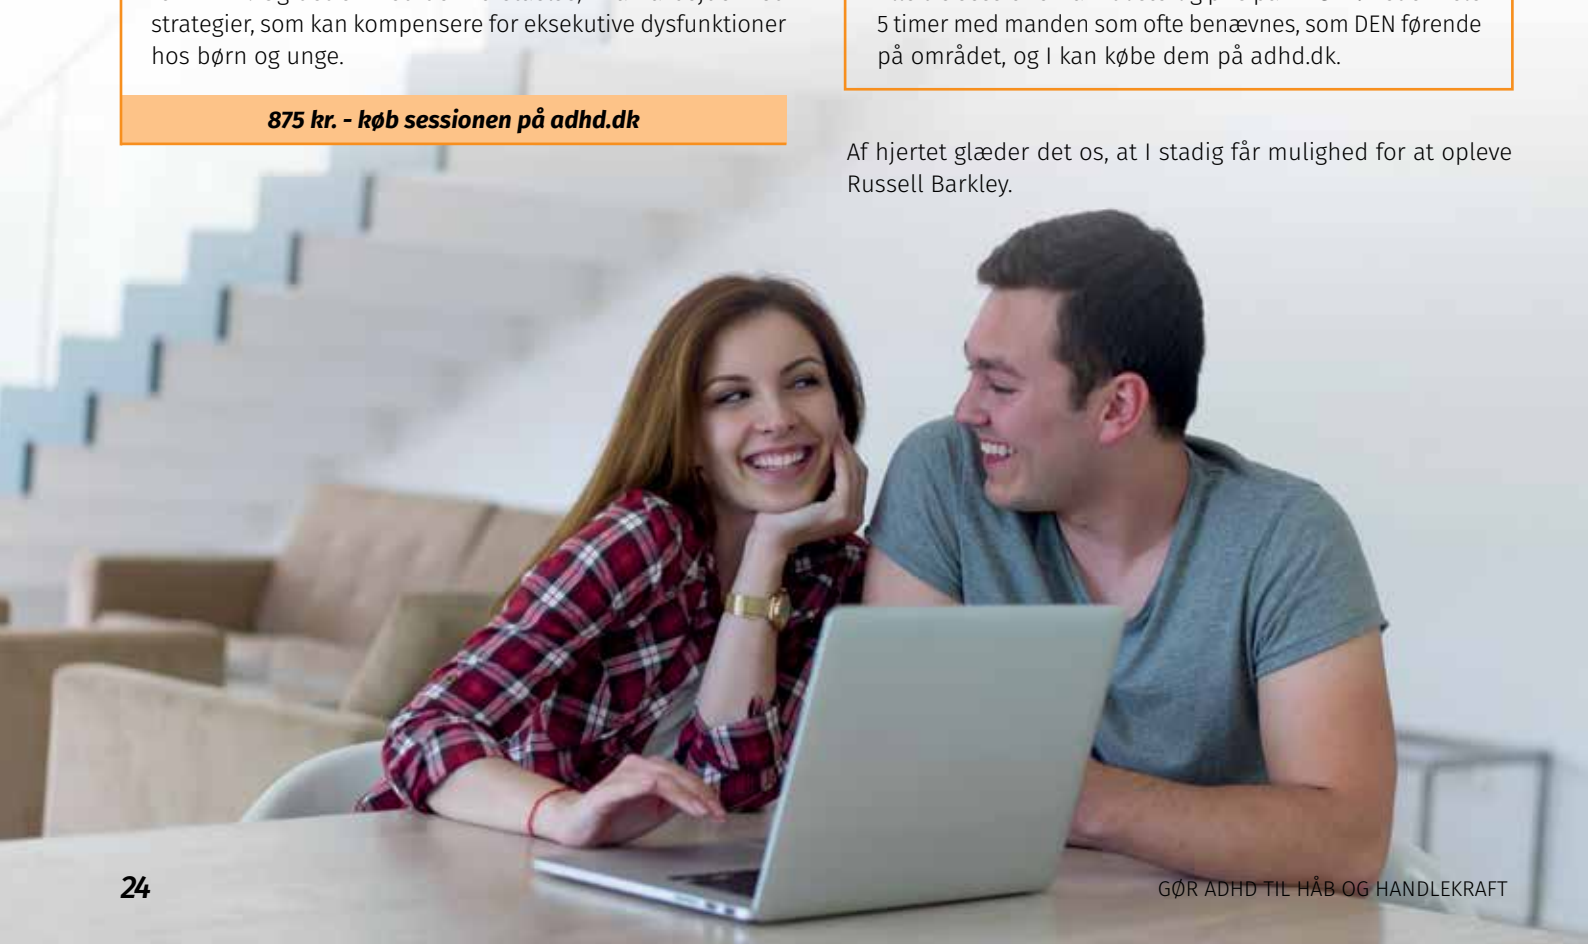 strategier, som kan kompensere for eksekutive dysfunktioner
hos børn og unge.
875 kr. - køb sessionen på adhd.dk
5 timer med manden som ofte benævnes, som DEN førende
på området, og I kan købe dem på adhd.dk.
Af hjertet glæder det os, at I stadig får mulighed for at opleve
Russell Barkley.
24
GØR ADHD TIL HÅB OG HANDLEKRAFT